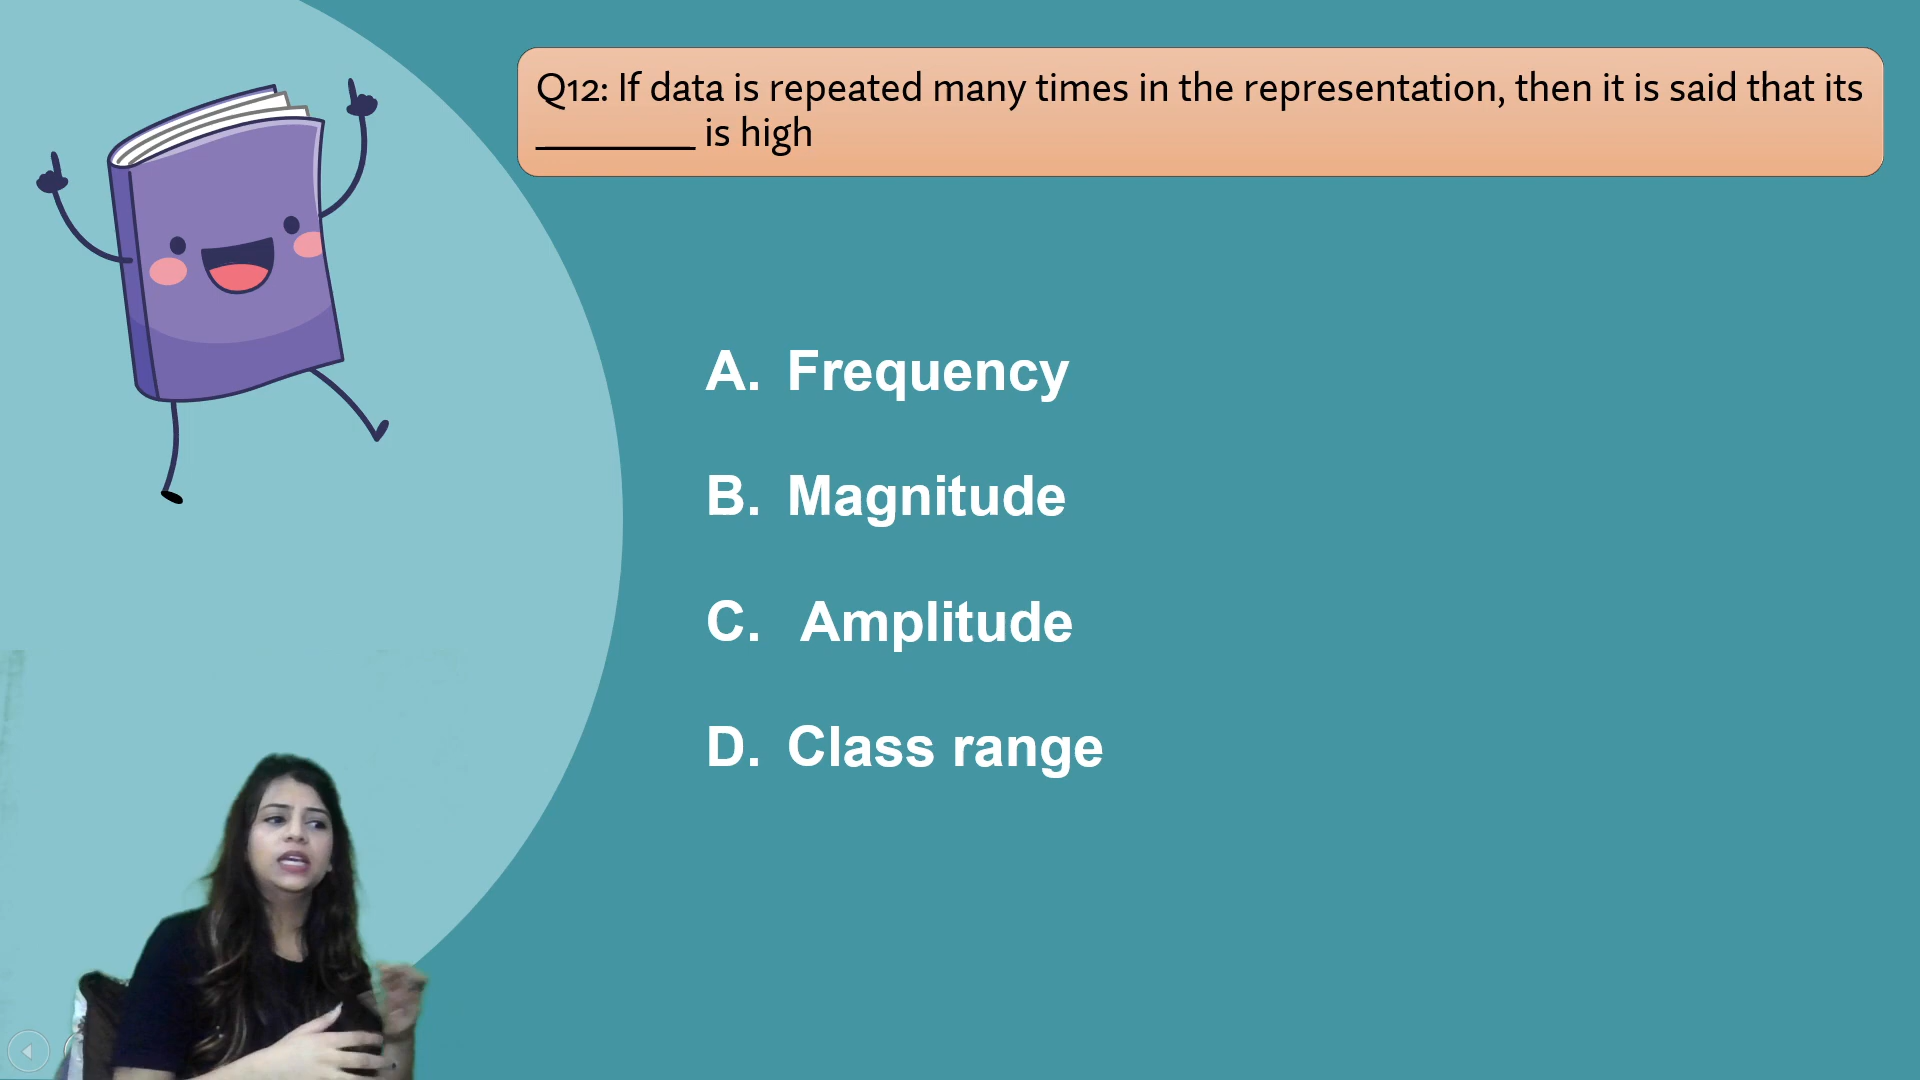 Q12: If data is repeated many times in the representation, then it is said that its
________ is high
A. Frequency
B. Magnitude
C. Amplitude
D. Class range